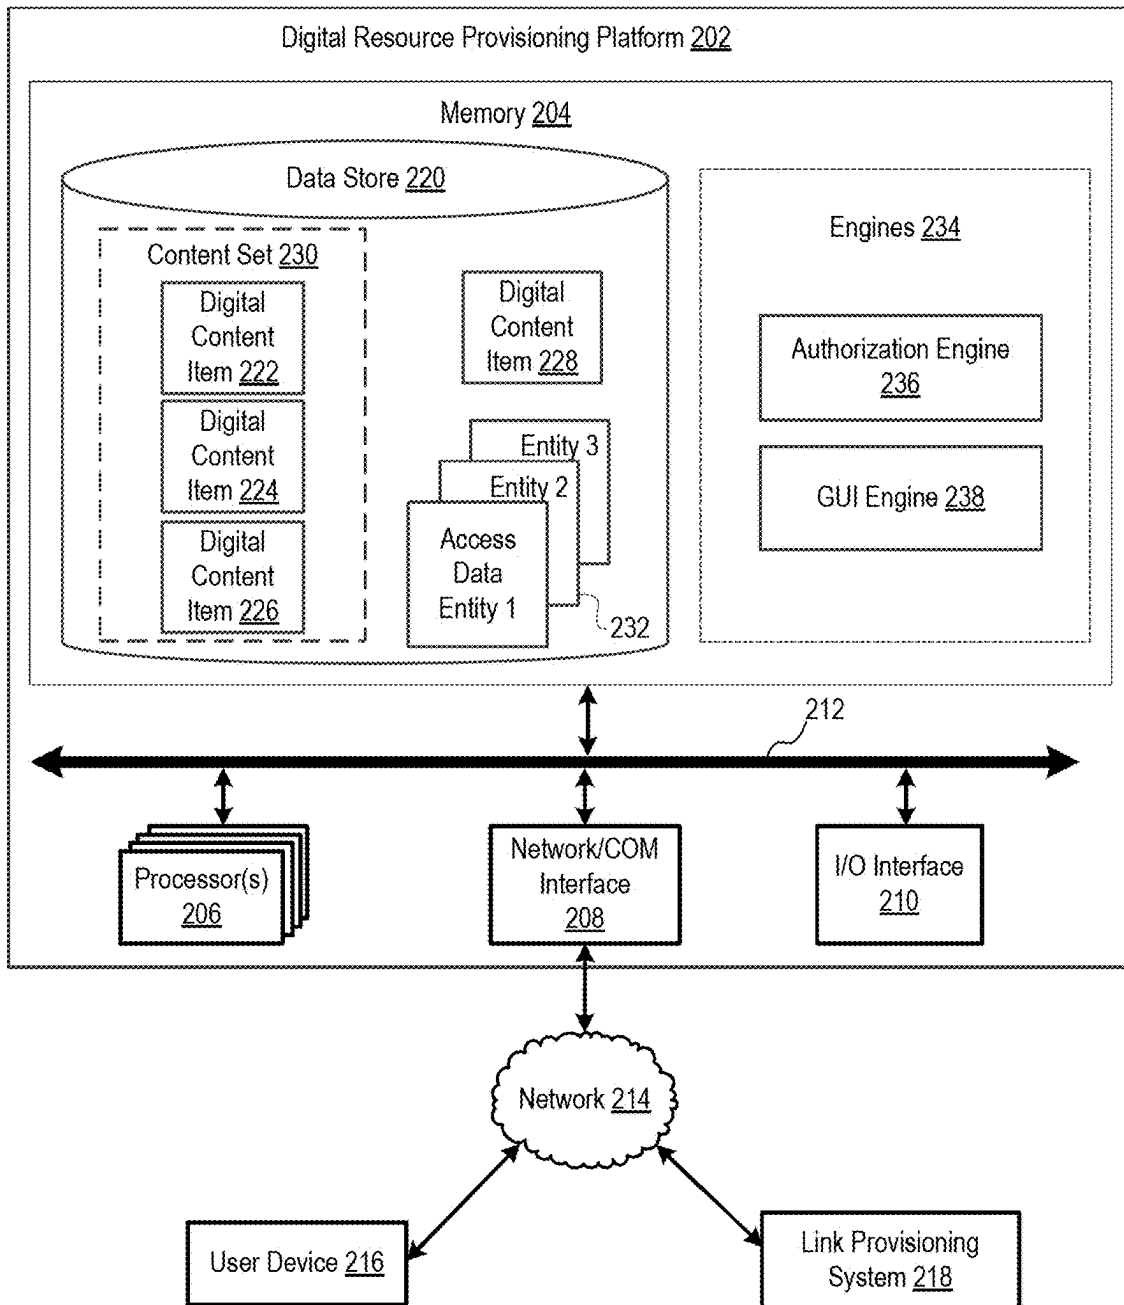 Digital Resource Provisioning Platform 202
Memory 204
Data Store 220
Content Set 230
Digital
Content
Item 222
Digital
Content
Item 224
Digital
Content
Item 226
Digital
Content
Item 228
Entity 3
Entity 2
Access
Data
Entity 1
232
Engines 234
Authorization Engine
236
GUI Engine 238
212
Processor(s)
206
Network/COM
Interface
208
I/O Interface
210
Network 214
User Device 216
Link Provisioning
System 218